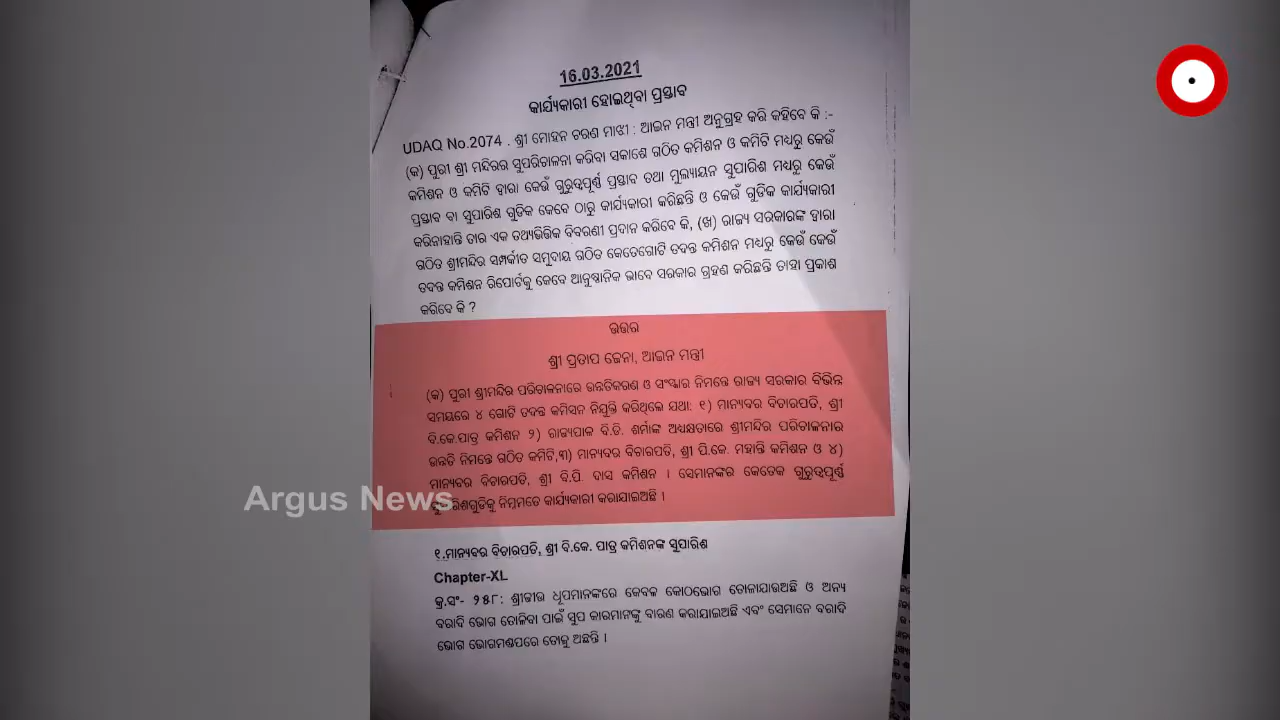 16.03.2021
କାର୍ଯ୍ୟକାରୀ ହୋଇଥିବା ପ୍ରସ୍ତାବ
UDAQ No.2074 . ଶ୍ରୀ ମୋହନ ଚରଣ ମାଝୀ : ଆଇନ ମନ୍ତ୍ରୀ ଅନୁଗ୍ରହ କରି କହିବେ କି :-
(କ) ପୁରୀ ଶ୍ରୀ ମନ୍ଦିରର ସୁପରିଚାଳନା କରିବା ସକାଶେ ଗଠିତ କମିଶନ ଓ କମିଟି ମଧ୍ୟରୁ କେଉଁ
କମିଶନ ଓ କମିଟି ଦ୍ୱାରା କେଉଁ ଗୁରୁତ୍ୱପୂର୍ଣ୍ଣ ପ୍ରସ୍ତାବ ତଥା ମୁଲ୍ୟାୟନ ସୁପାରିଶ ମଧ୍ୟରୁ କେଉଁ
ପ୍ରସ୍ତାବ ବା ସୁପାରିଶ ଗୁଡିକ କେବେ ଠାରୁ କାର୍ଯ୍ୟକାରୀ କରିଛନ୍ତି ଓ କେଉଁ ଗୁଡିକ କାର୍ଯ୍ୟକାରୀ
କରିନାହାନ୍ତି ତାର ଏକ ତଥ୍ୟଭିତ୍ତିକ ବିବରଣୀ ପ୍ରଦାନ କରିବେ କି, (ଖ) ରାଜ୍ୟ ସରକାରଙ୍କ ଦ୍ୱାରା
ଗଠିତ ଶ୍ରୀମନ୍ଦିର ସମ୍ପର୍କୀତ ସମୁଦାୟ ଗଠିତ କେତେଗୋଟି ତଦନ୍ତ କମିଶନ ମଧ୍ୟରୁ କେଉଁ କେଉଁ
ତଦନ୍ତ କମିଶନ ରିପୋର୍ଟକୁ କେବେ ଆନୁଷ୍ଠାନିକ ଭାବେ ସରକାର ଗ୍ରହଣ କରିଛନ୍ତି ତାହା ପ୍ରକାଶ
କରିବେ କି ?
ଉତ୍ତର
ଶ୍ରୀ ପ୍ରତାପ ଜେନା, ଆଇନ ମନ୍ତ୍ରୀ
(କ) ପୁରୀ ଶ୍ରୀମନ୍ଦିର ପରିଚାଳନାରେ ଉନ୍ନତିକରଣ ଓ ସଂସ୍କାର ନିମନ୍ତେ ରାଜ୍ୟ ସରକାର ବିଭିନ୍ନ
ସମୟରେ ୪ ଗୋଟି ତଦନ୍ତ କମିସନ ନିଯୁକ୍ତି କରିଥିଲେ ଯଥା: ୧) ମାନ୍ୟବର ବିଚାରପତି, ଶ୍ରୀ
ବି.କେ.ପାତ୍ର କମିଶନ ୨) ରାଜ୍ୟପାଳ ବି.ଡି. ଶର୍ମାଙ୍କ ଅଧ୍ୟକ୍ଷତାରେ ଶ୍ରୀମନ୍ଦିର ପରିଚାଳନାର
ଉନ୍ନତି ନିମନ୍ତେ ଗଠିତ କମିଟି,୩) ମାନ୍ୟବର ବିଚାରପତି, ଶ୍ରୀ ପି.କେ. ମହାନ୍ତି କମିଶନ ଓ ୪)
ମାନ୍ୟବର ବିଚାରପତି, ଶ୍ରୀ ବି.ପି. ଦାସ କମିଶନ । ସେମାନଙ୍କର କେତେକ ଗୁରୁତ୍ୱପୂର୍ଣ୍ଣ
ନିମ୍ନମତେ କାର୍ଯ୍ୟକାରୀ କରାଯାଇଅଛି ।
Argus News
୧.ମାନ୍ୟବର ବିଚାରପତି, ଶ୍ରୀ ବି.କେ. ପାତ୍ର କମିଶନଙ୍କ ସୁପାରିଶ
Chapter-XL
କ୍ର.ସଂ- ୨୫୮: ଶ୍ରୀଜୀଉ ଧୂପମାନଙ୍କରେ କେବଳ କୋଠଭୋଗ ତୋଳାଯାଉଅଛି ଓ ଅନ୍ୟ
ବରାଦି ଭୋଗ ତୋଳିବା ପାଇଁ ସୁପ କାରମାନଙ୍କୁ ବାରଣ କରାଯାଇଅଛି ଏବଂ ସେମାନେ ବରାଦି
ଭୋଗ ଭୋଗମଣ୍ଡପରେ ତୋଳୁ ଅଛନ୍ତି ।